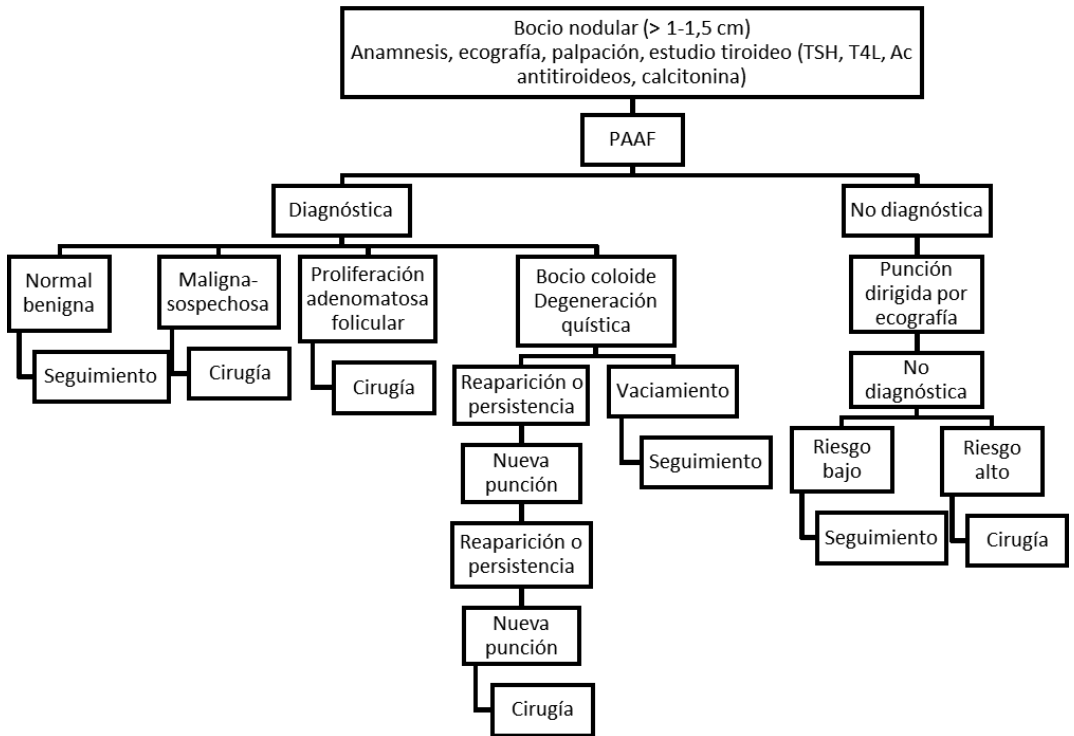 Bocio nodular (> 1-1,5 cm)
Anamnesis, ecografía, palpación, estudio tiroideo (TSH, T4L, Ac
antitiroideos, calcitonina)
PAAF
Diagnóstica
No diagnóstica
Normal
benigna
Maligna-
sospechosa
Proliferación
adenomatosa
folicular
Bocio coloide
Degeneración
quística
Punción
dirigida por
ecografía
Seguimiento
Cirugía
Cirugía
Reaparición o
persistencia
Vaciamiento
No
diagnóstica
Nueva
punción
Seguimiento
Riesgo
bajo
Riesgo
alto
Reaparición o
persistencia
Seguimiento
Cirugía
Nueva
punción
Cirugía